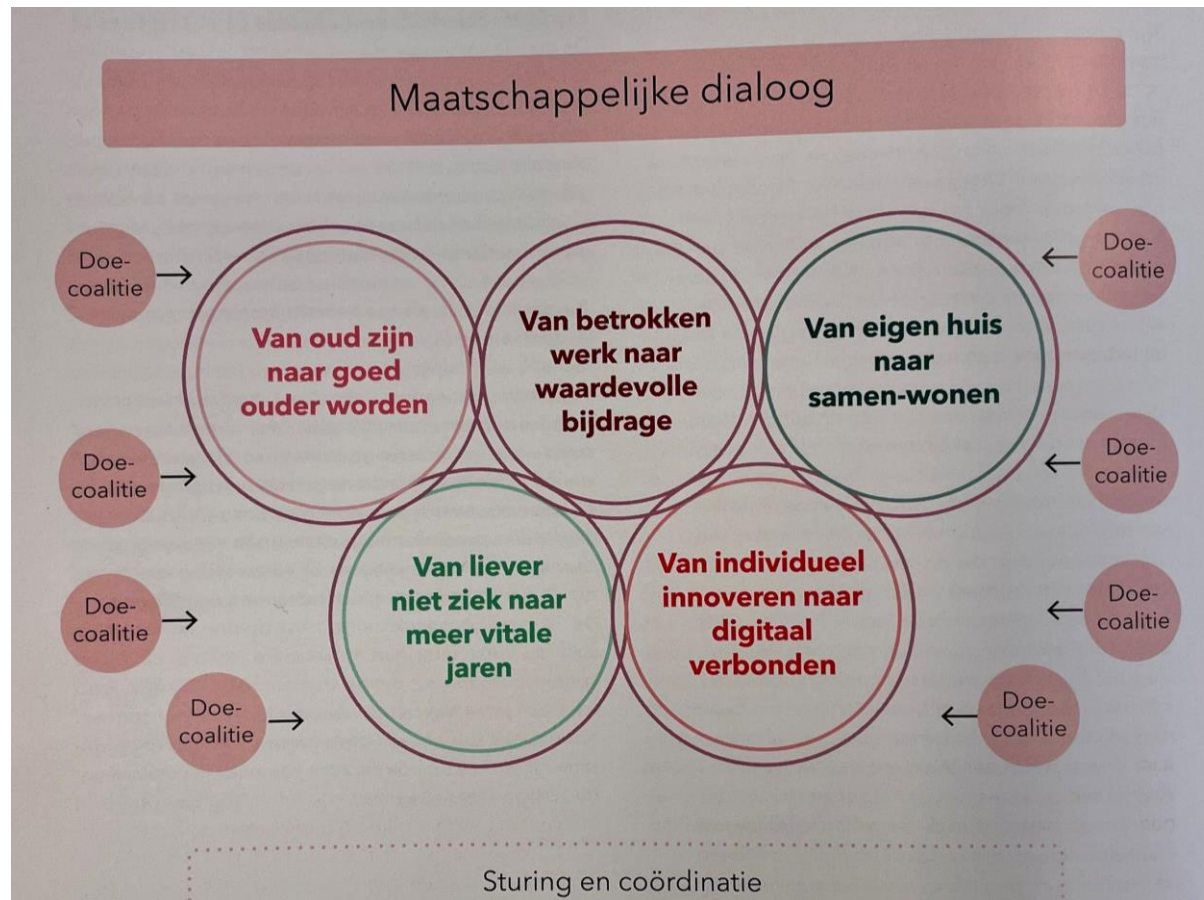 Maatschappelijke dialoog
Doe-
coalitie
Van oud zijn
naar goed
ouder worden
Van betrokken
werk naar
waardevolle
bijdrage
Van eigen huis
naar
samen-wonen
Doe-
coalitie
Doe-
coalitie
Doe-
coalitie
Doe-
coalitie
Van liever
niet ziek naar
meer vitale
jaren
Van individueel
innoveren naar
digitaal
verbonden
Doe-
coalitie
Doe-
coalitie
Doe-
coalitie
Sturing en coördinatie